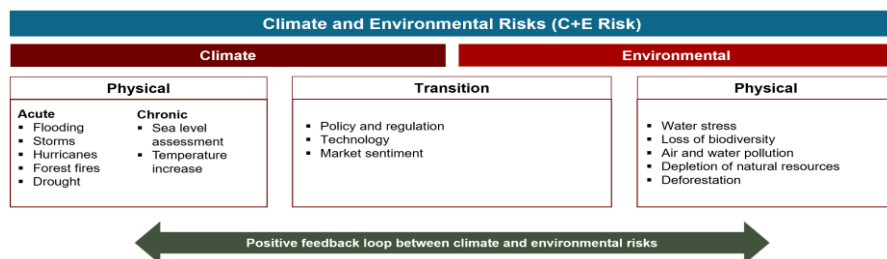 Climate and Environmental Risks (C+E Risk)
Climate
Environmental
Physical
Acute
▪ Flooding
▪ Storms
▪ Hurricanes
▪ Forest fires
▪ Drought
Chronic
▪ Sea level
assessment
▪ Temperature
increase
Transition
▪ Policy and regulation
▪ Technology
▪ Market sentiment
Physical
▪ Water stress
▪ Loss of biodiversity
▪ Air and water pollution
▪ Depletion of natural resources
▪ Deforestation
Positive feedback loop between climate and environmental risks